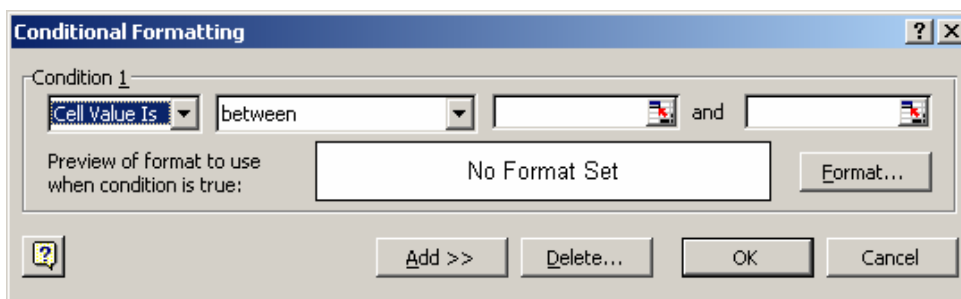 Conditional Formatting ? X
Condition 1
Cell Value Is between and
Preview of format to use
when condition is true:
No Format Set
Format...
? Add >> Delete... OK Cancel